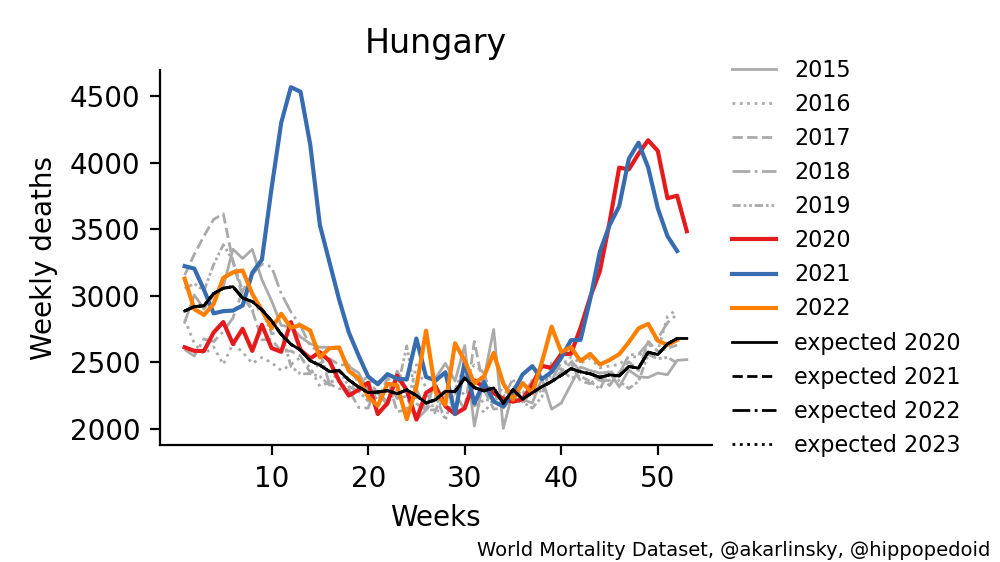 Hungary
Weekly deaths
4500
4000
3500
3000
2500
2000
10 20 30 40 50
Weeks
2015
2016
2017
2018
2019
2020
2021
2022
expected 2020
expected 2021
expected 2022
expected 2023
World Mortality Dataset, @akarlinsky, @hippopedoid